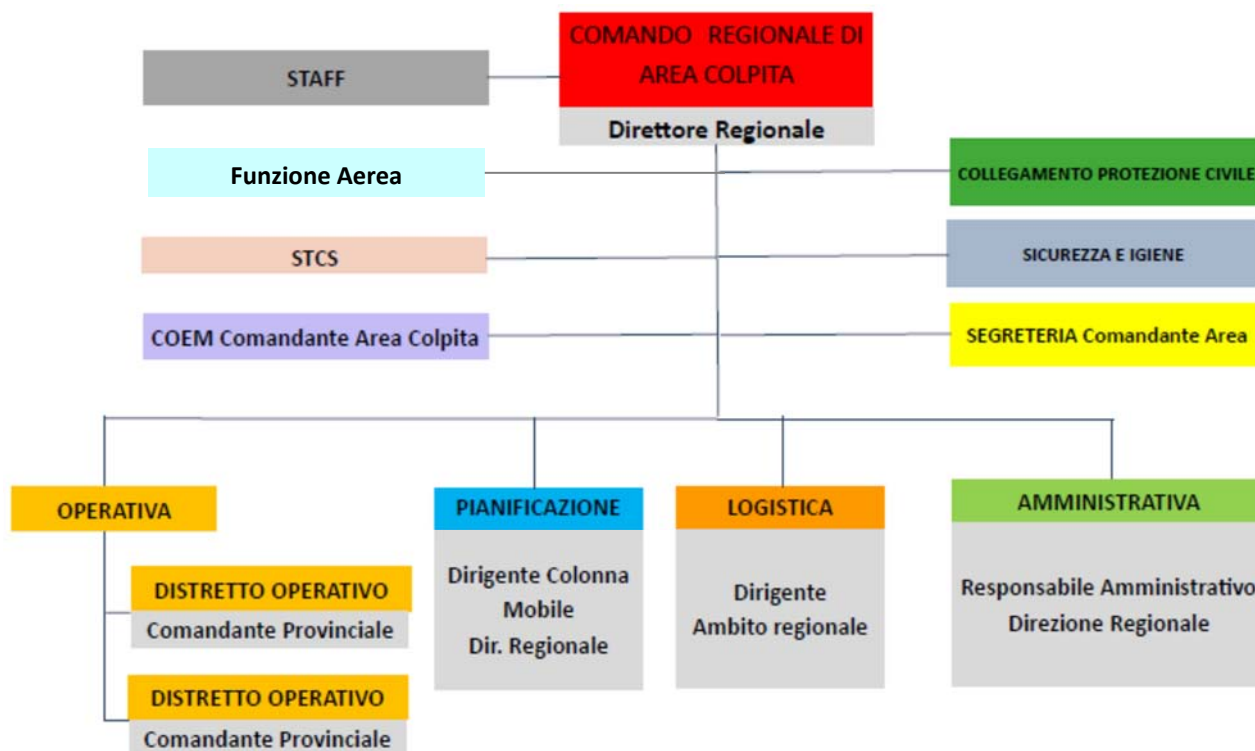 COMANDO REGIONALE DI
AREA COLPITA
Direttore Regionale
STAFF
Funzione Aerea
COLLEGAMENTO PROTEZIONE CIVILE
STCS
SICUREZZA E IGIENE
COEM Comandante Area Colpita
SEGRETERIA Comandante Area
OPERATIVA
DISTRETTO OPERATIVO
Comandante Provinciale
DISTRETTO OPERATIVO
Comandante Provinciale
PIANIFICAZIONE
Dirigente Colonna
Mobile
Dir. Regionale
LOGISTICA
Dirigente
Ambito regionale
AMMINISTRATIVA
Responsabile Amministrativo
Direzione Regionale